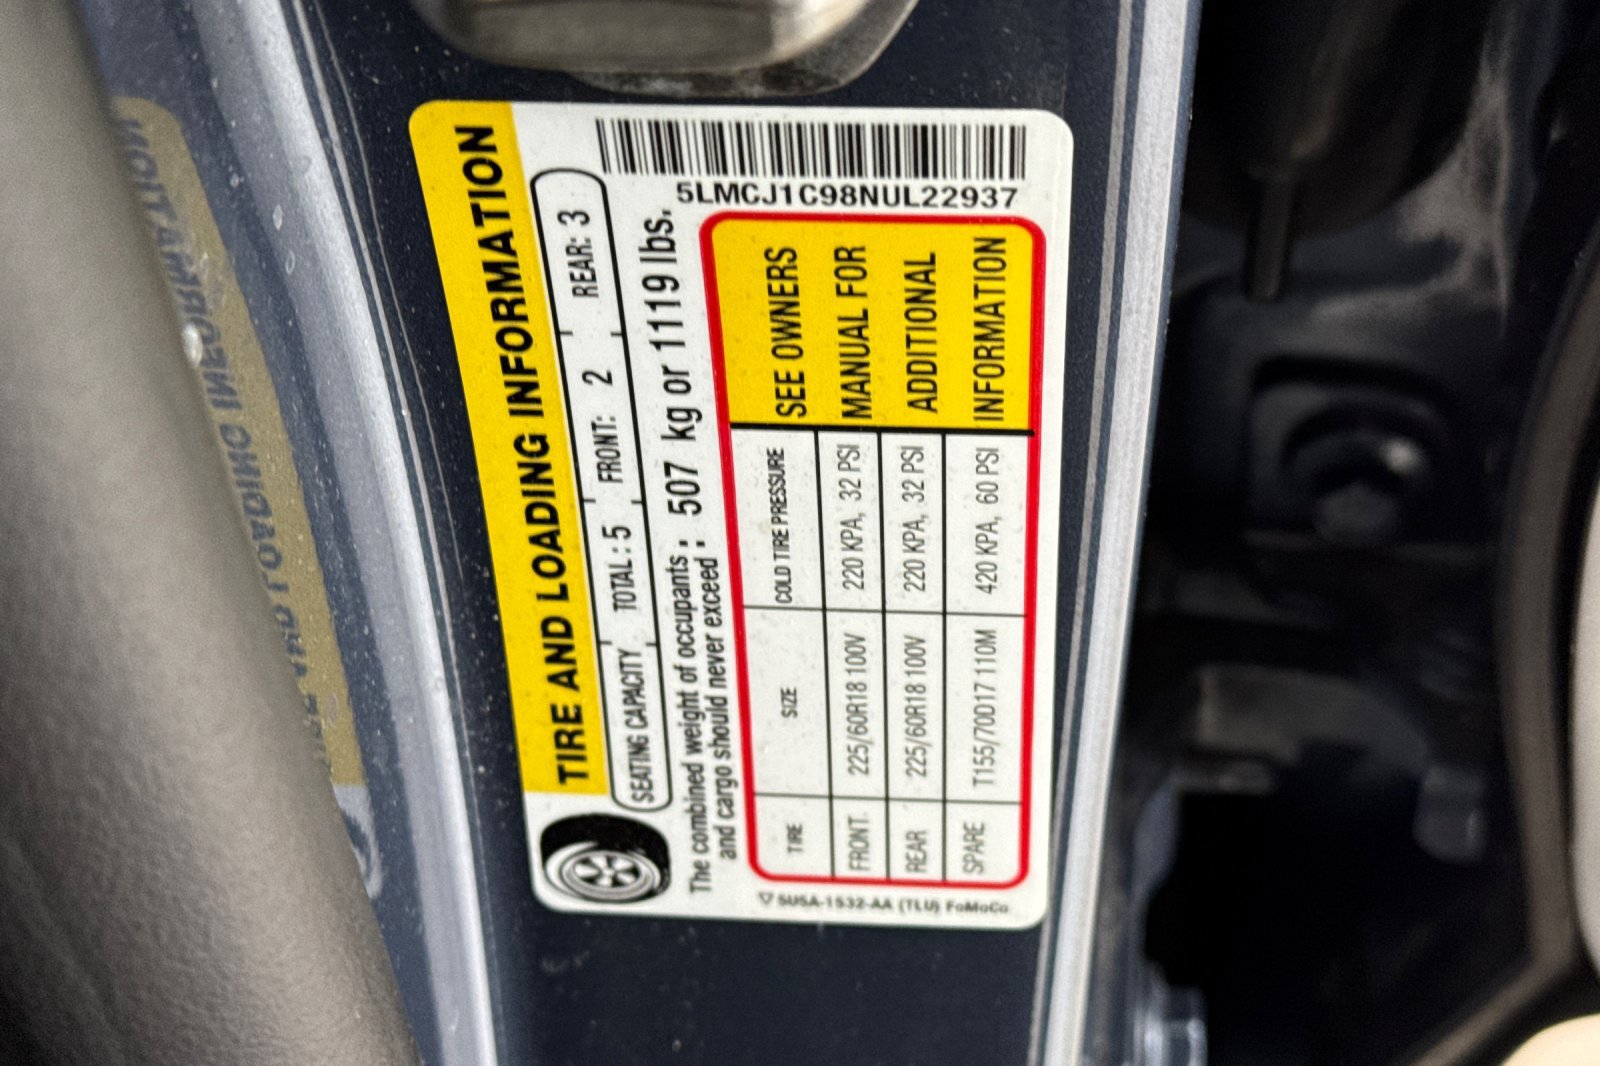 TIRE AND LOADING INFORMATION
SEATING CAPACITY TOTAL: 5 FRONT: 2 REAR: 3
The combined weight of occupants
and cargo should never exceed : 507 kg or 1119 lbs.
5LMCJ1C98NUL22937
TIRE SIZE COLD TIRE PRESSURE
FRONT 225/60R18 100V 220 KPA, 32 PSI
REAR 225/60R18 100V 220 KPA, 32 PSI
SPARE T155/70D17 110M 420 KPA, 60 PSI
SEE OWNERS
MANUAL FOR
ADDITIONAL
INFORMATION
5U5A-1532-AA (TLU) FoMoCo